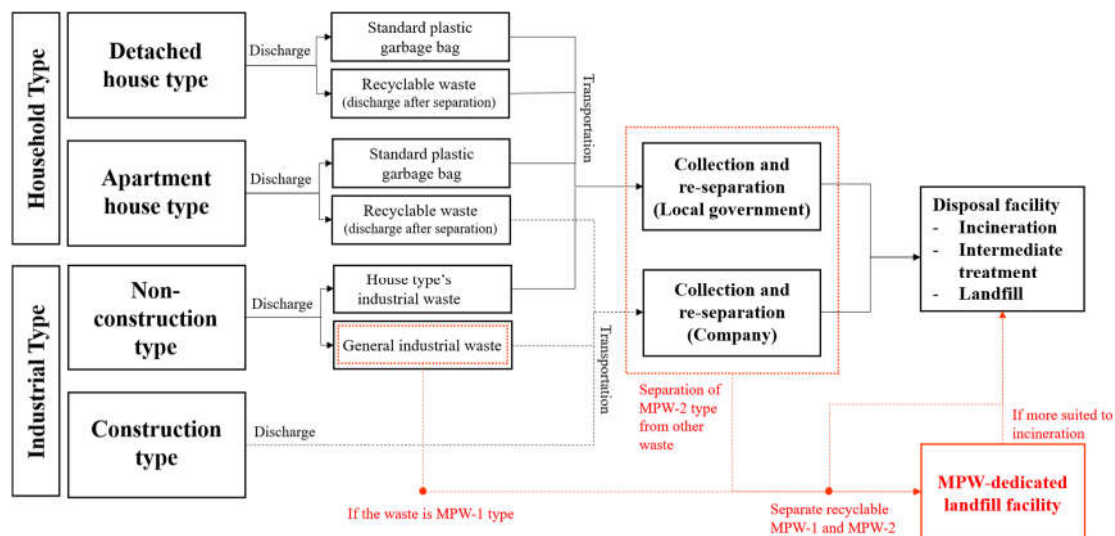 Household Type
Industrial Type
Detached
house type
Discharge
Standard plastic
garbage bag
Recyclable waste
(discharge after separation)
Apartment
house type
Discharge
Standard plastic
garbage bag
Recyclable waste
(discharge after separation)
Non-
construction
type
Discharge
House type's
industrial waste
General industrial waste
Construction
type
Discharge
Transportation
Transportation
Collection and
re-separation
(Local government)
Collection and
re-separation
(Company)
Disposal facility
- Incineration
- Intermediate
treatment
- Landfill
Separation of
MPW-2 type
from other
waste
If more suited to
incineration
If the waste is MPW-1 type
Separate recyclable
MPW-1 and MPW-2
MPW-dedicated
landfill facility